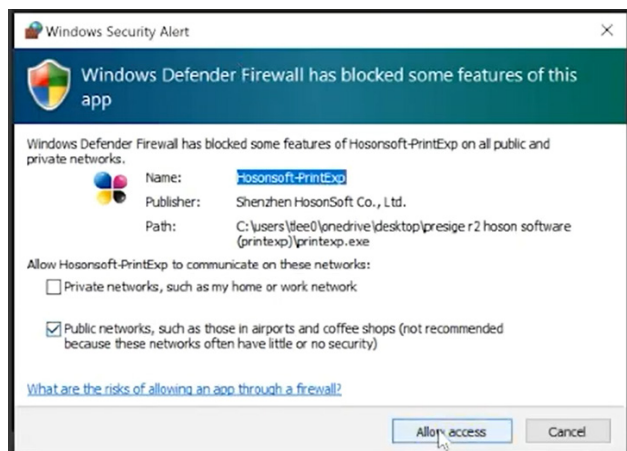 Windows Security Alert
Windows Defender Firewall has blocked some features of this
app
Windows Defender Firewall has blocked some features of Hosonsoft-PrintExp on all public and
private networks.
Name: Hosonsoft-PrintExp
Publisher: Shenzhen HosonSoft Co., Ltd.
Path: C:\users\tlee0\onedrive\desktop\presige r2 hoson software
(printexp)\printexp.exe
Allow Hosonsoft-PrintExp to communicate on these networks:
Private networks, such as my home or work network
Public networks, such as those in airports and coffee shops (not recommended
because these networks often have little or no security)
What are the risks of allowing an app through a firewall?
Allow access Cancel